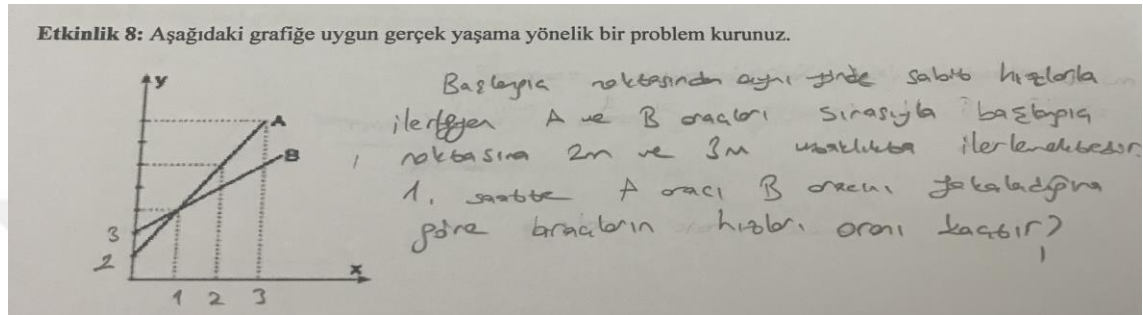 Etkinlik 8: Aşağıdaki grafiğe uygun gerçek yaşama yönelik bir problem kurunuz.
Başlangıç noktasından aynı yönde sabit hızlarla
ilerleyen A ve B araçları sırasıyla başlangıç
noktasına 2m ve 3m uzaklıkta ilerlemektedir
1. saatte A aracı B aracını yakaladığına
göre araçların hızları oranı kaçtır?
y
A
B
3
2
x
1 2 3